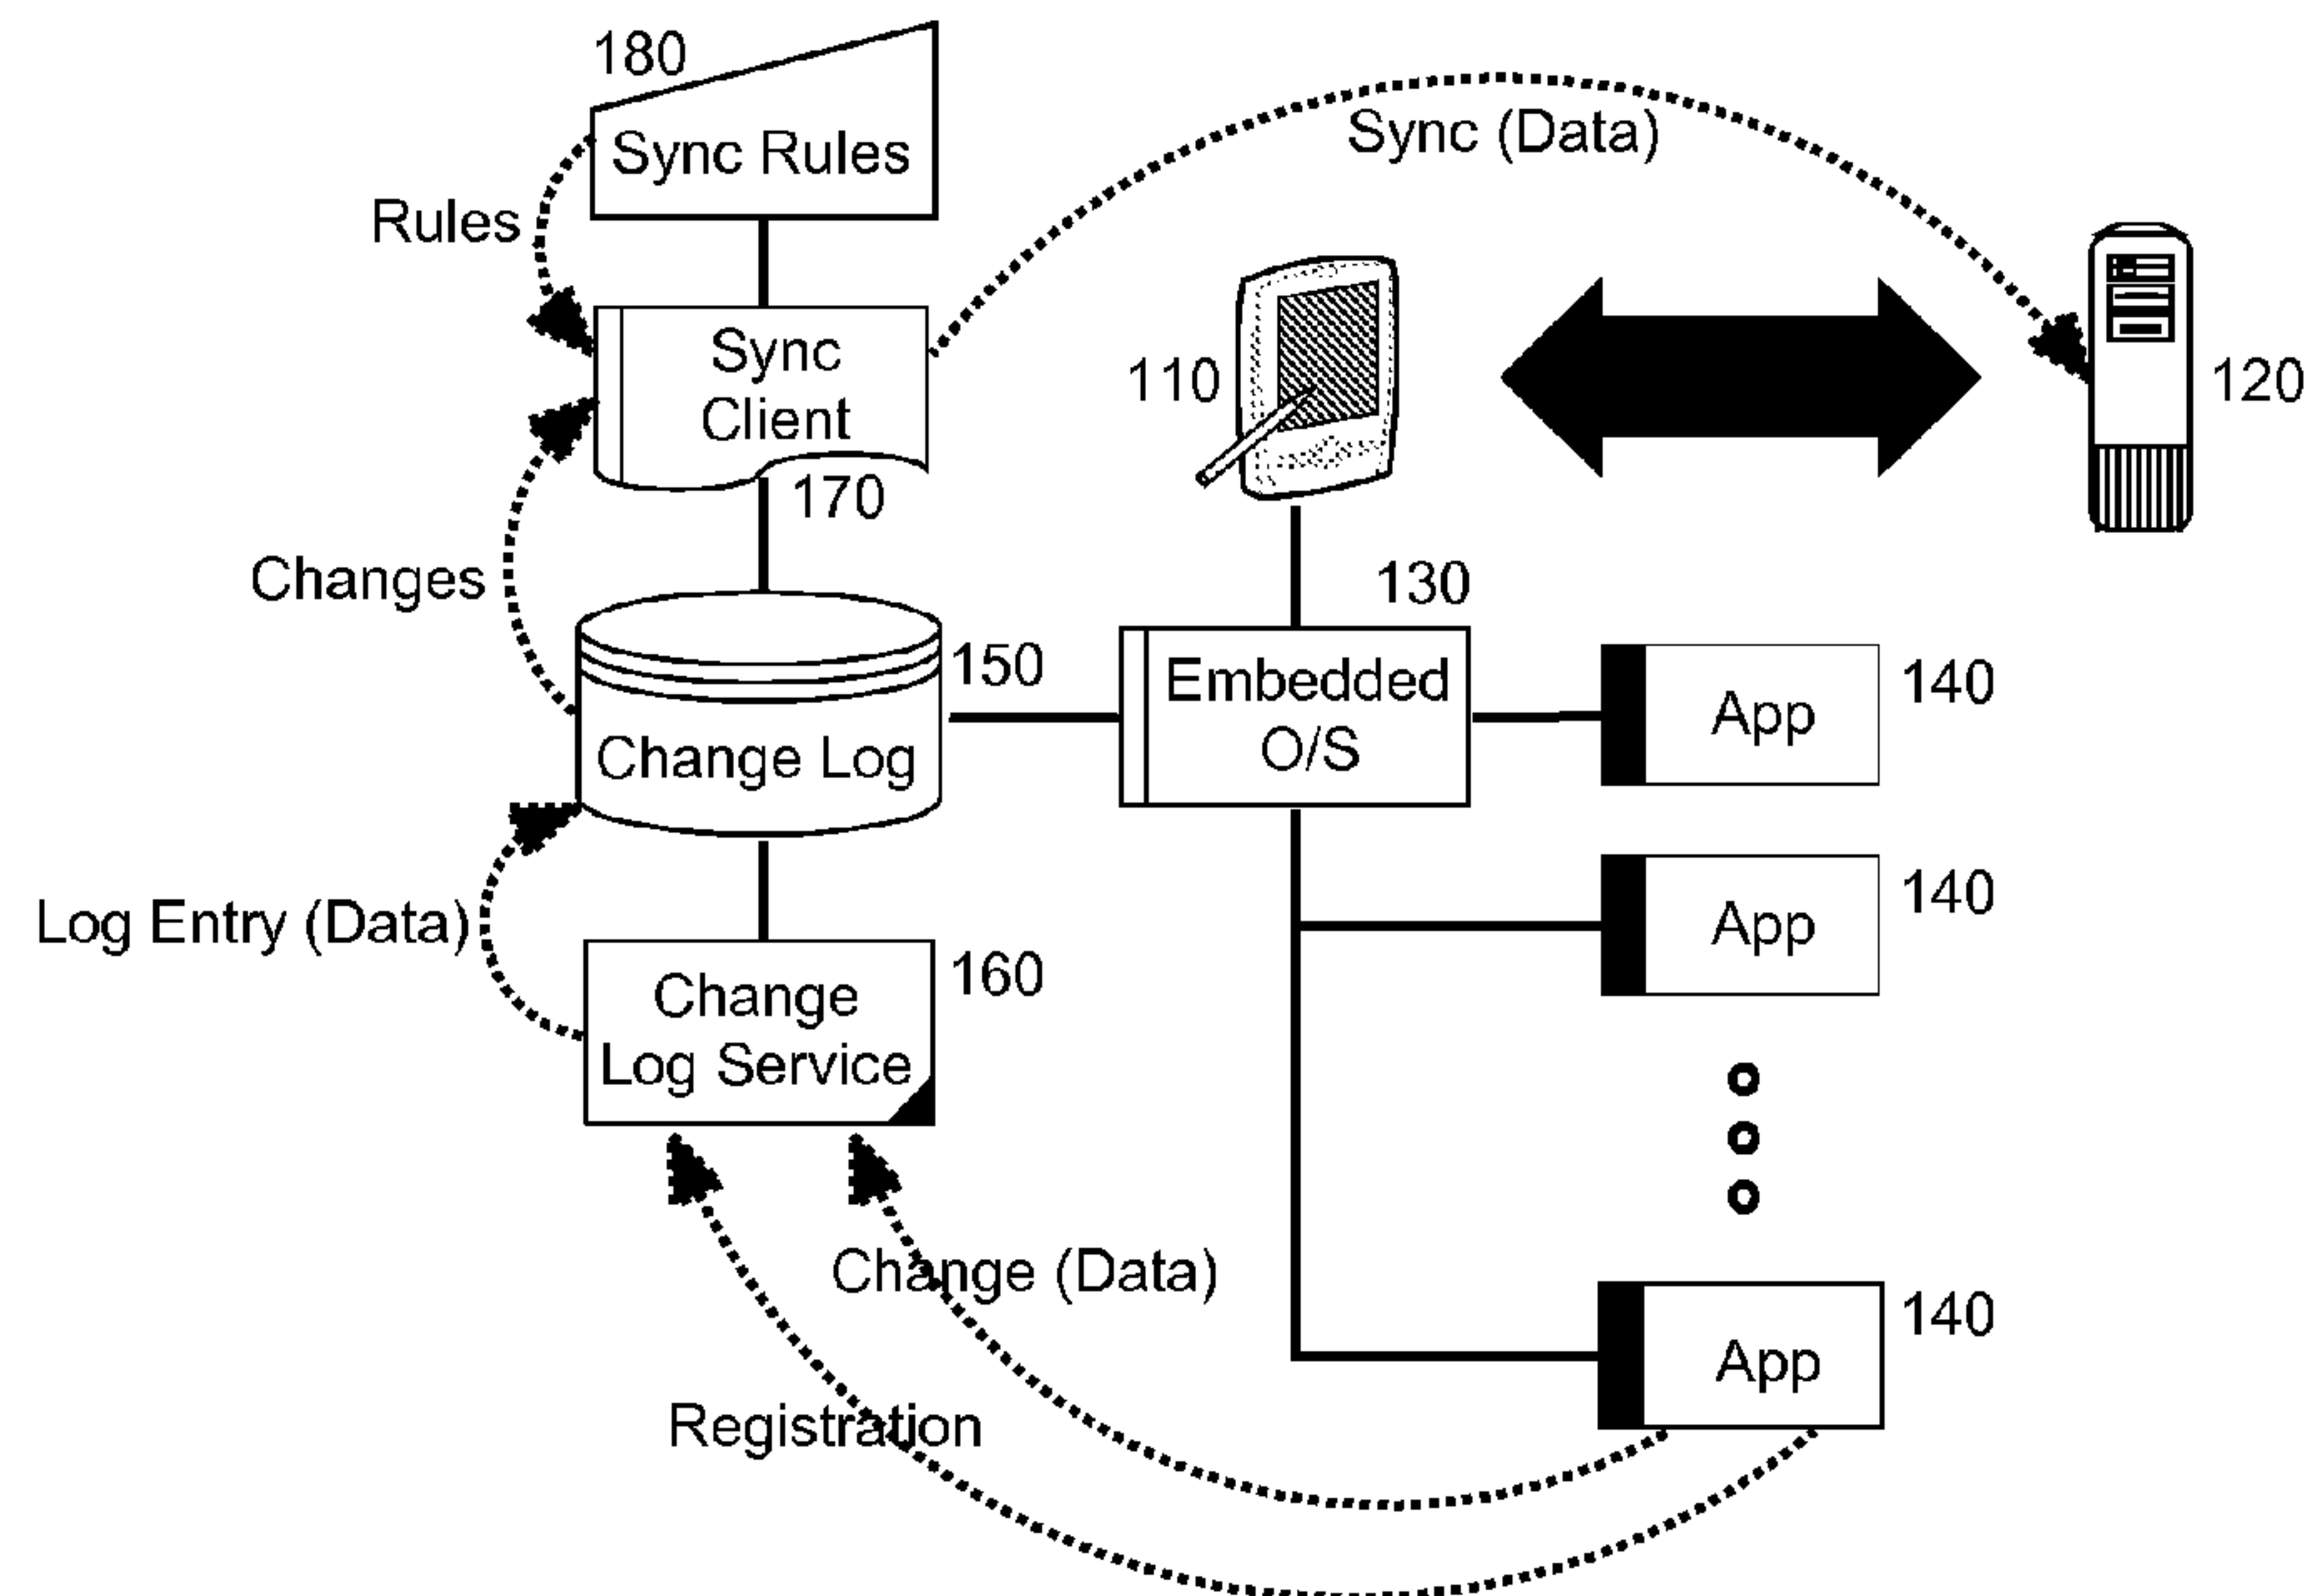 180
Sync Rules
Sync (Data)
Rules
Sync
Client
110
120
170
Changes
130
150
Embedded
O/S
140
App
Change Log
140
App
Log Entry (Data)
160
Change
Log Service
Change (Data)
140
App
Registration